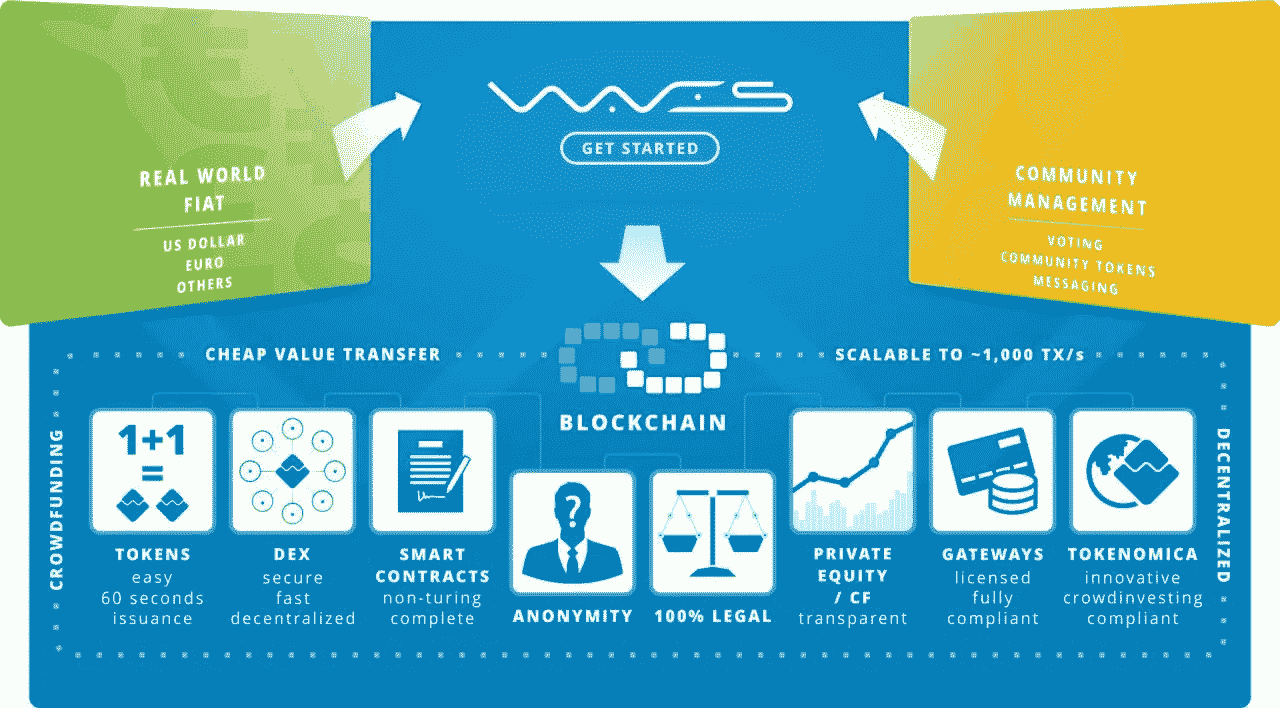 REAL WORLD
FIAT
US DOLLAR
EURO
OTHERS
GET STARTED
COMMUNITY
MANAGEMENT
VOTING
COMMUNITY TOKENS
MESSAGING
CHEAP VALUE TRANSFER
SCALABLE TO ~1,000 TX/s
BLOCKCHAIN
CROWDFUNDING
DECENTRALIZED
1+1
=
TOKENS
easy
60 seconds
issuance
DEX
secure
fast
decentralized
SMART
CONTRACTS
non-turing
complete
?
ANONYMITY
100% LEGAL
PRIVATE
EQUITY
/ CF
transparent
GATEWAYS
licensed
fully
compliant
TOKENOMICA
innovative
crowdinvesting
compliant